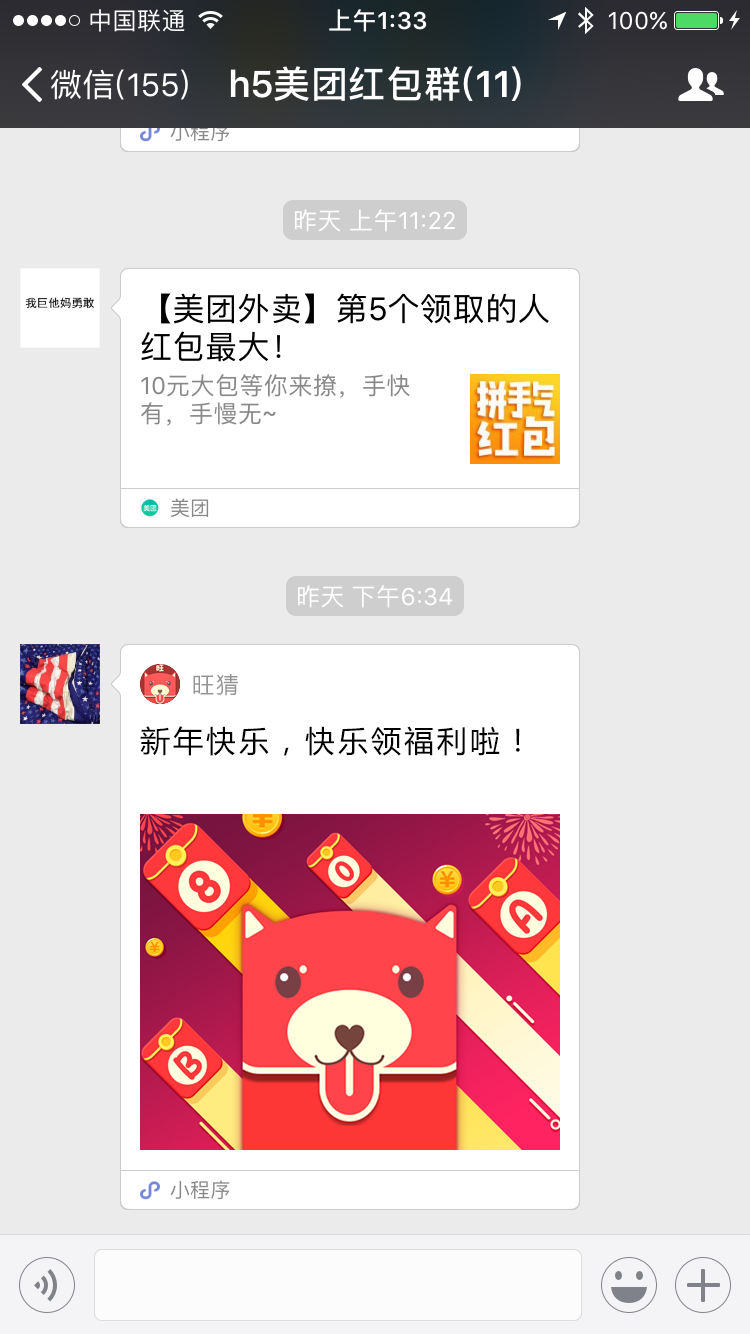 中国联通
上午1:33
100%
微信(155)
h5美团红包群(11)
小程序
昨天 上午11:22
我巨他妈勇敢
【美团外卖】第5个领取的人
红包最大！
10元大包等你来撩，手快
有，手慢无~
拼手气
红包
美团
美团
昨天 下午6:34
旺
旺猜
新年快乐，快乐领福利啦！
¥
8
0
¥
A
¥
B
小程序